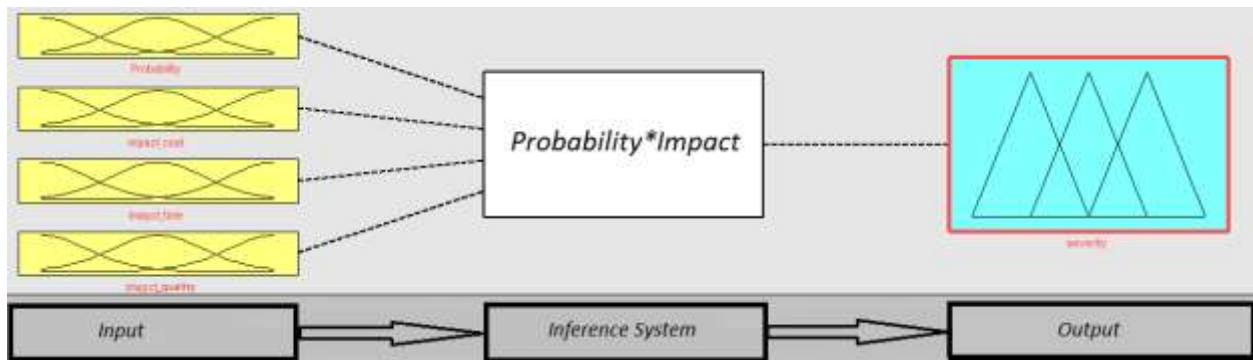 Probability
impact_cost
impact_time
impact_quality
Probability*Impact
severity
Input
Inference System
Output